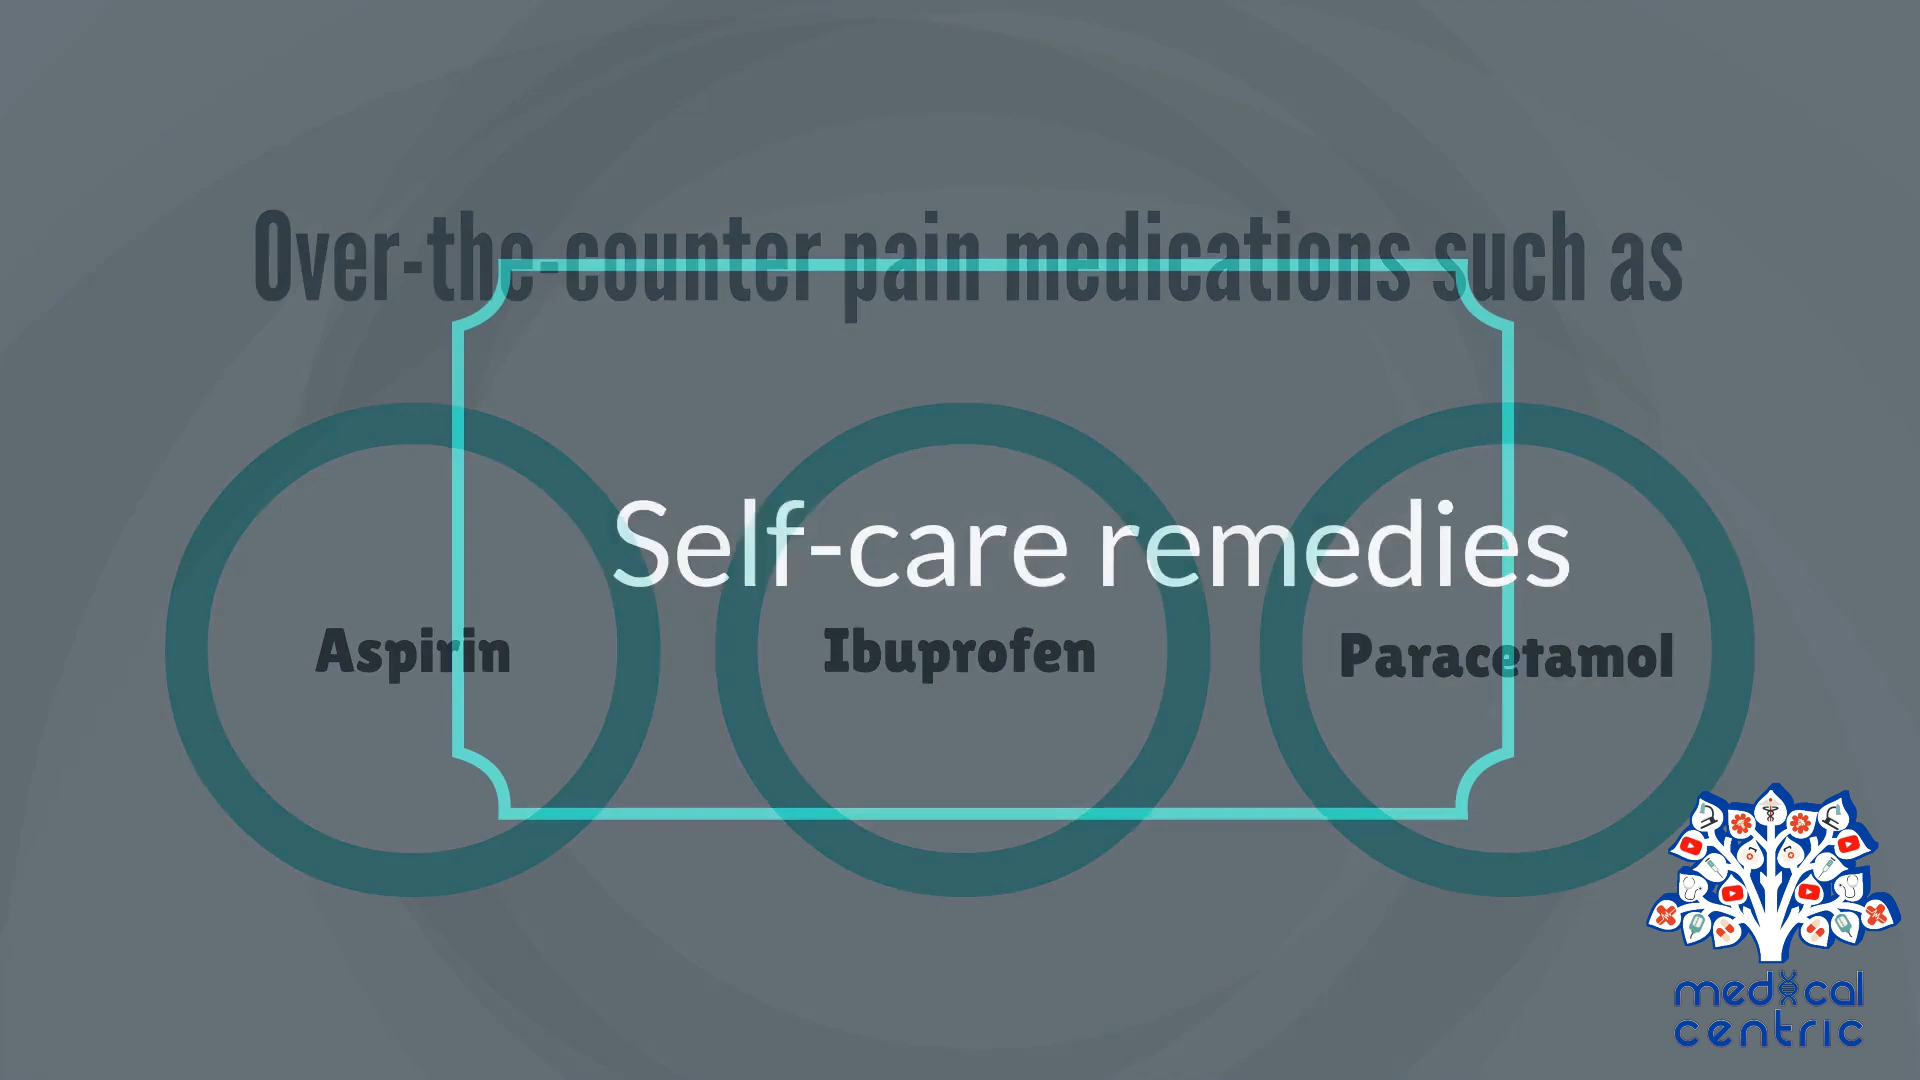 Over-the-counter pain medications such as
Self-care remedies
Aspirin
Ibuprofen
Paracetamol
medical
centric